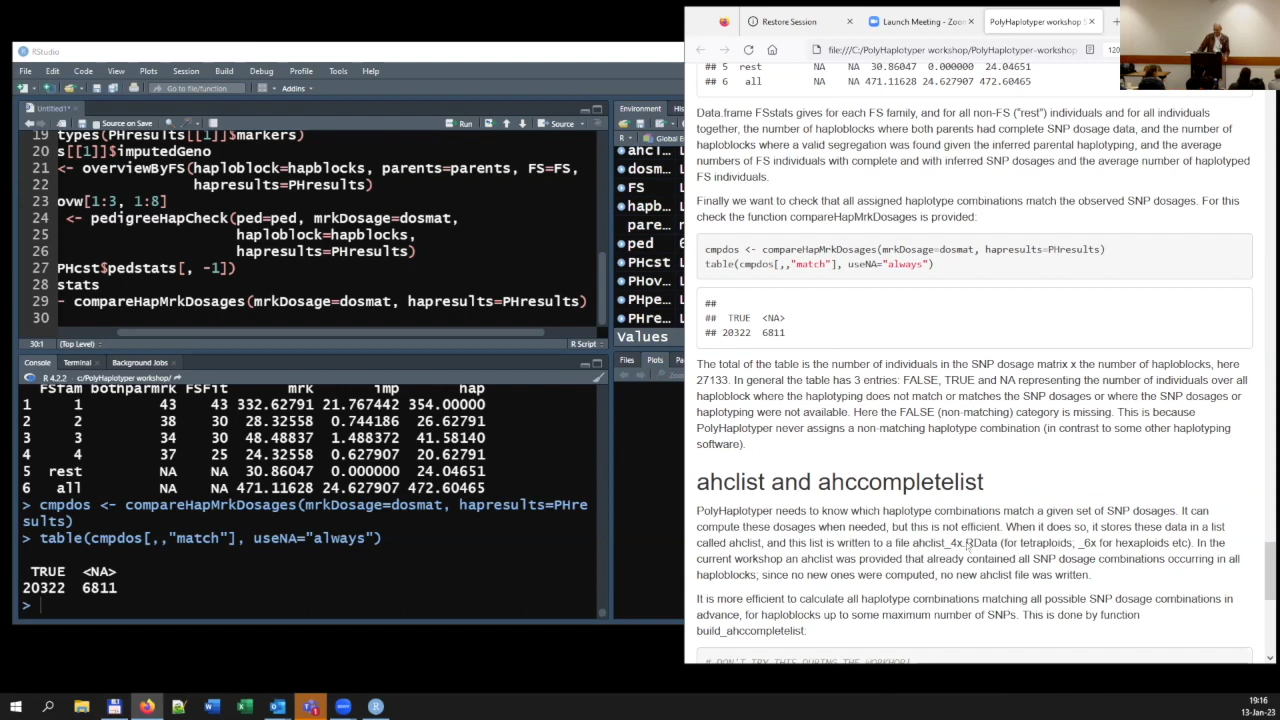 Restore Session
Launch Meeting - Zoom
PolyHaplotyper workshop
RStudio
file:///C:/PolyHaplotyper workshop/PolyHaplotyper-workshop
120
File Edit Code View Plots Session Build Debug Profile Tools Help
Go to file/function
Addins
Untitled1*
Source on Save
Run
Source
19 types(PHresults[[1]]$markers)
20 s[[1]]$imputedGeno
21 <- overviewByFS(haploblock=hapblocks, parents=parents, FS=FS,
22 hapresults=PHresults)
23 ovw[1:3, 1:8]
24 <- pedigreeHapCheck(ped=ped, mrkDosage=dosmat,
25 haploblock=hapblocks,
26 hapresults=PHresults)
27 PHcst$pedstats[, -1])
28 stats
29 - compareHapMrkDosages(mrkDosage=dosmat, hapresults=PHresults)
30
30:1 (Top Level) R Script
Environment His
R Global E
ahcl L
dosm… L
FS L
hapb… L
pare…
ped 6
PHcst L
PHov… L
PHpe… L
PHre… L
Values
Files Plots Pa
Console Terminal Background Jobs
R 4.2.2 c:/PolyHaplotyper workshop/
FSfam bothparmrk FSFit mrk imp hap
1 1 43 43 332.62791 21.767442 354.00000
2 2 38 30 28.32558 0.744186 26.62791
3 3 34 30 48.48837 1.488372 41.58140
4 4 37 25 24.32558 0.627907 20.62791
5 rest NA NA 30.86047 0.000000 24.04651
6 all NA NA 471.11628 24.627907 472.60465
> cmpdos <- compareHapMrkDosages(mrkDosage=dosmat, hapresults=PHre
sults)
> table(cmpdos[,,"match"], useNA="always")
TRUE <NA>
20322 6811
>
## 5 rest NA NA 30.86047 0.000000 24.04651
## 6 all NA NA 471.11628 24.627907 472.60465
Data.frame FSstats gives for each FS family, and for all non-FS ("rest") individuals and for all individuals
together, the number of haploblocks where both parents had complete SNP dosage data, and the number of
haploblocks where a valid segregation was found given the inferred parental haplotyping, and the average
numbers of FS individuals with complete and with inferred SNP dosages and the average number of haplotyped
FS individuals.
Finally we want to check that all assigned haplotype combinations match the observed SNP dosages. For this
check the function compareHapMrkDosages is provided:
cmpdos <- compareHapMrkDosages(mrkDosage=dosmat, hapresults=PHresults)
table(cmpdos[,,"match"], useNA="always")
##
## TRUE <NA>
## 20322 6811
The total of the table is the number of individuals in the SNP dosage matrix x the number of haploblocks, here
27133. In general the table has 3 entries: FALSE, TRUE and NA representing the number of individuals over all
haploblock where the haplotyping does not match or matches the SNP dosages or where the SNP dosages or
haplotyping were not available. Here the FALSE (non-matching) category is missing. This is because
PolyHaplotyper never assigns a non-matching haplotype combination (in contrast to some other haplotyping
software).
ahclist and ahccompletelist
PolyHaplotyper needs to know which haplotype combinations match a given set of SNP dosages. It can
compute these dosages when needed, but this is not efficient. When it does so, it stores these data in a list
called ahclist, and this list is written to a file ahclist_4x.RData (for tetraploids; _6x for hexaploids etc). In the
current workshop an ahclist was provided that already contained all SNP dosage combinations occurring in all
haploblocks; since no new ones were computed, no new ahclist file was written.
It is more efficient to calculate all haplotype combinations matching all possible SNP dosage combinations in
advance, for haploblocks up to some maximum number of SNPs. This is done by function
build_ahccompletelist:
# DON'T TRY THIS DURING THE WORKHOP!
19:16
13-Jan-23